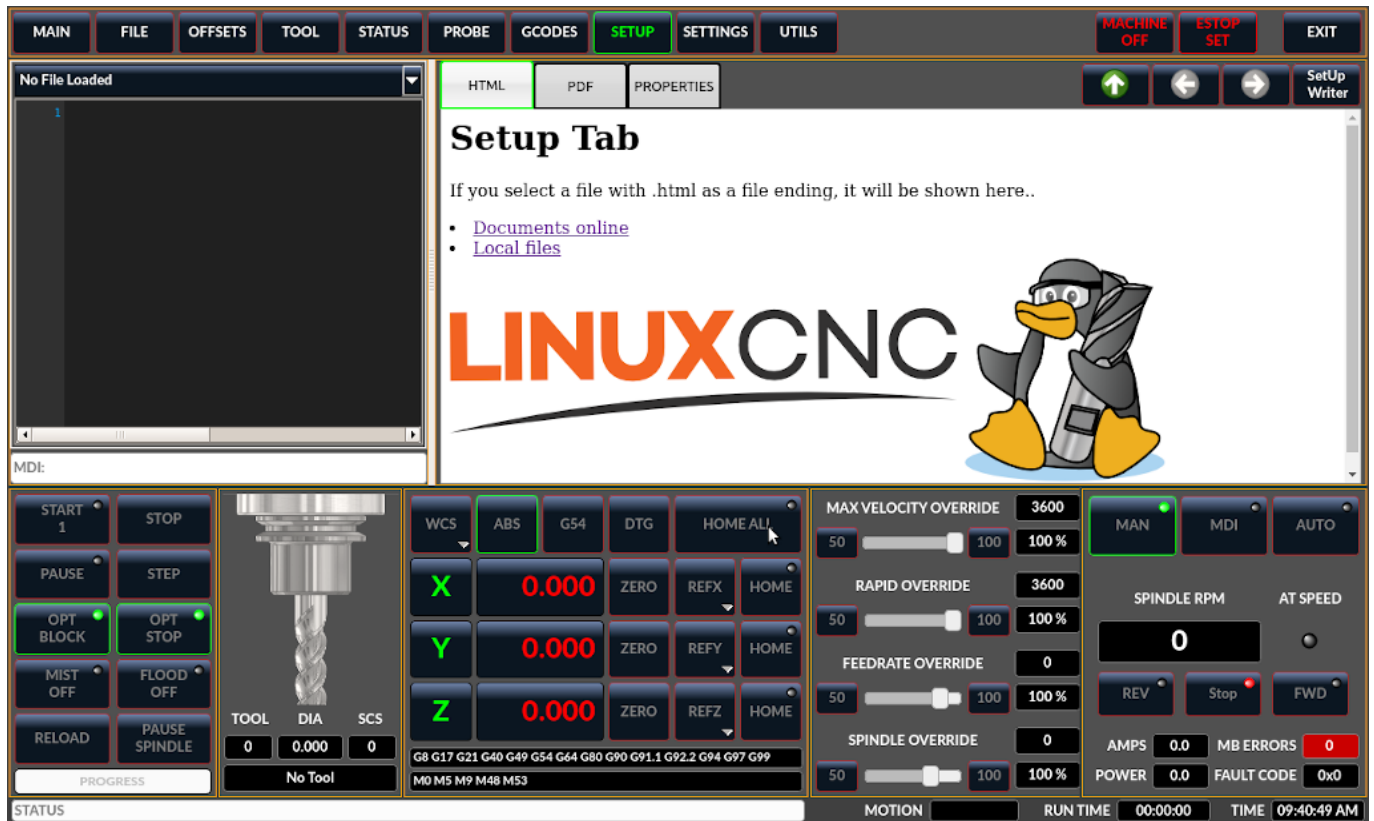 MAIN FILE OFFSETS TOOL STATUS PROBE GCODES SETUP SETTINGS UTILS MACHINE OFF ESTOP SET EXIT
No File Loaded
1
HTML PDF PROPERTIES SetUp Writer
Setup Tab
If you select a file with .html as a file ending, it will be shown here..
• Documents online
• Local files
LINUXCNC
MDI:
START 1 STOP
PAUSE STEP
OPT BLOCK OPT STOP
MIST OFF FLOOD OFF
RELOAD PAUSE SPINDLE
PROGRESS
TOOL DIA SCS
0 0.000 0
No Tool
WCS ABS G54 DTG HOME ALL
X 0.000 ZERO REFX HOME
Y 0.000 ZERO REFY HOME
Z 0.000 ZERO REFZ HOME
G8 G17 G21 G40 G49 G54 G64 G80 G90 G91.1 G92.2 G94 G97 G99
M0 M5 M9 M48 M53
MAX VELOCITY OVERRIDE 3600
50 100 100 %
RAPID OVERRIDE 3600
50 100 100 %
FEEDRATE OVERRIDE 0
50 100 100 %
SPINDLE OVERRIDE 0
50 100 100 %
MAN MDI AUTO
SPINDLE RPM AT SPEED
0
REV Stop FWD
AMPS 0.0 MB ERRORS 0
POWER 0.0 FAULT CODE 0x0
STATUS MOTION RUN TIME 00:00:00 TIME 09:40:49 AM